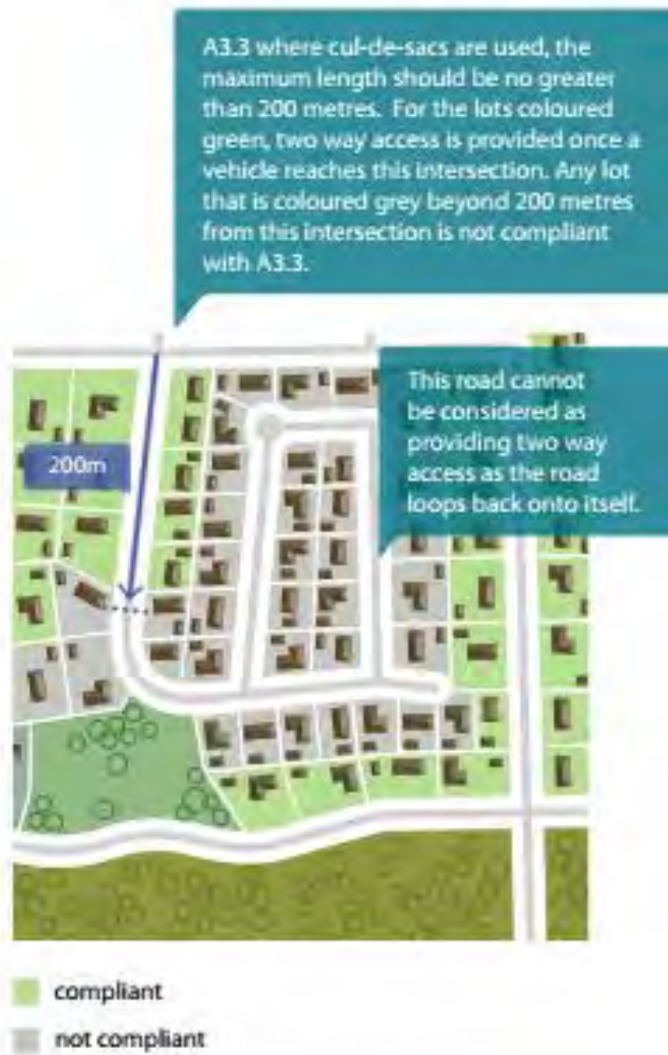 A3.3 where cul-de-sacs are used, the
maximum length should be no greater
than 200 metres. For the lots coloured
green, two way access is provided once a
vehicle reaches this intersection. Any lot
that is coloured grey beyond 200 metres
from this intersection is not compliant
with A3.3.
This road cannot
be considered as
providing two way
access as the road
loops back onto itself.
200m
compliant
not compliant